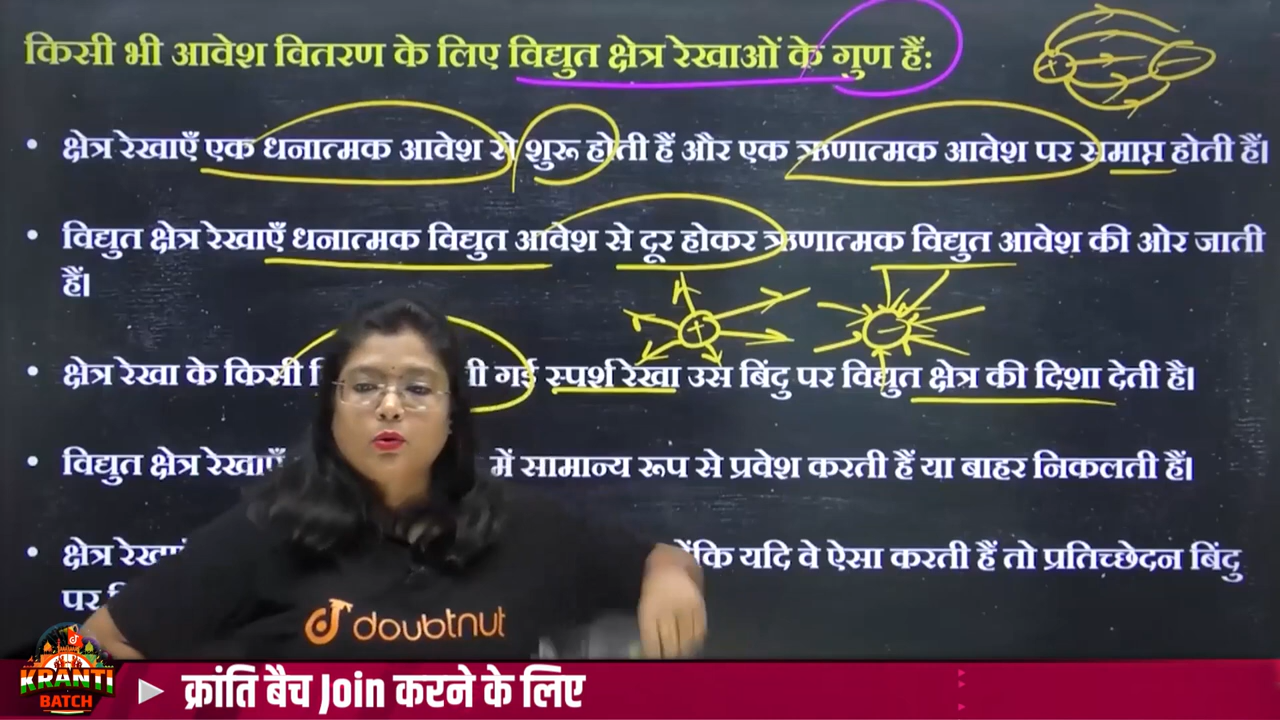 किसी भी आवेश वितरण के लिए विद्युत क्षेत्र रेखाओं के गुण हैं:
• क्षेत्र रेखाएँ एक धनात्मक आवेश से शुरू होती हैं और एक ऋणात्मक आवेश पर समाप्त होती हैं।
• विद्युत क्षेत्र रेखाएँ धनात्मक विद्युत आवेश से दूर होकर ऋणात्मक विद्युत आवेश की ओर जाती
हैं।
• क्षेत्र रेखा के किसी गई स्पर्श रेखा उस बिंदु पर विद्युत क्षेत्र की दिशा देती है।
• विद्युत क्षेत्र रेखाएँ में सामान्य रूप से प्रवेश करती हैं या बाहर निकलती हैं।
• क्षेत्र यदि वे ऐसा करती हैं तो प्रतिच्छेदन बिंदु
पर
doubtnut
KRANTI
BATCH
क्रांति बैच Join करने के लिए